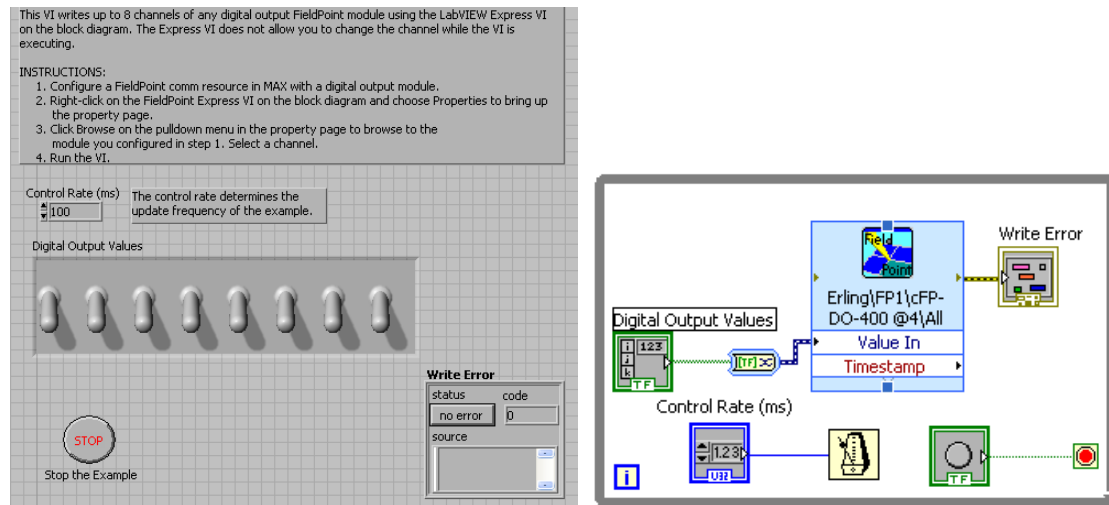 This VI writes up to 8 channels of any digital output FieldPoint module using the LabVIEW Express VI
on the block diagram. The Express VI does not allow you to change the channel while the VI is
executing.
INSTRUCTIONS:
1. Configure a FieldPoint comm resource in MAX with a digital output module.
2. Right-click on the FieldPoint Express VI on the block diagram and choose Properties to bring up
the property page.
3. Click Browse on the pulldown menu in the property page to browse to the
module you configured in step 1. Select a channel.
4. Run the VI.
Control Rate (ms)
100
The control rate determines the
update frequency of the example.
Digital Output Values
Write Error
status
code
no error
0
source
STOP
Stop the Example
Field
Point
Write Error
Erling\FP1\cFP-
DO-400 @4\All
Value In
Timestamp
Digital Output Values
i
j
k
123
TF
[TF]
Control Rate (ms)
1.23
U32
TF
i